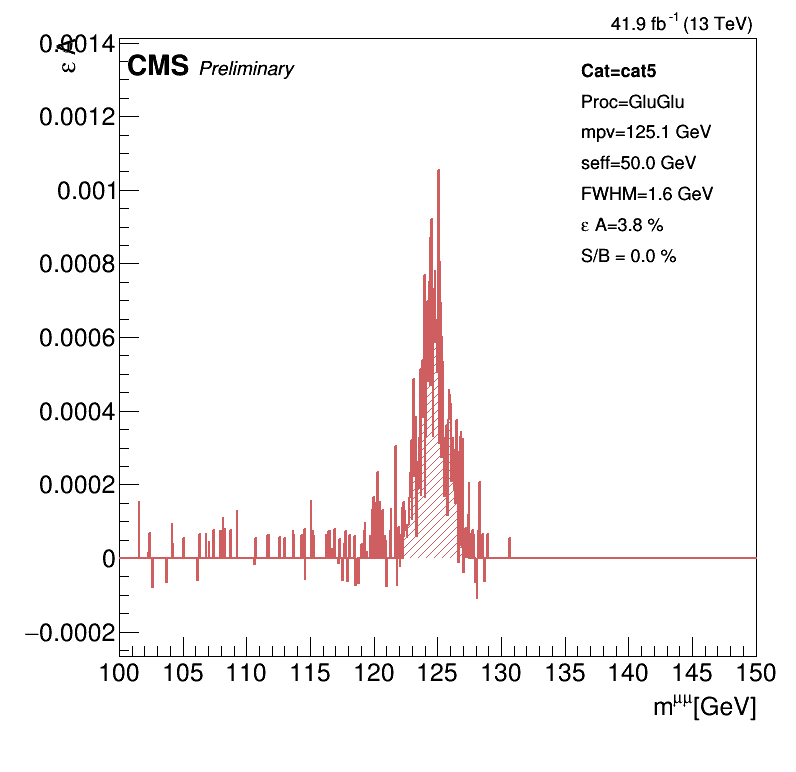 41.9 fb⁻¹ (13 TeV)
ε A
CMS Preliminary
Cat=cat5
Proc=GluGlu
mpv=125.1 GeV
seff=50.0 GeV
FWHM=1.6 GeV
ε A=3.8 %
S/B = 0.0 %
0.0014
0.0012
0.001
0.0008
0.0006
0.0004
0.0002
0
−0.0002
100 105 110 115 120 125 130 135 140 145 150
m^μμ[GeV]